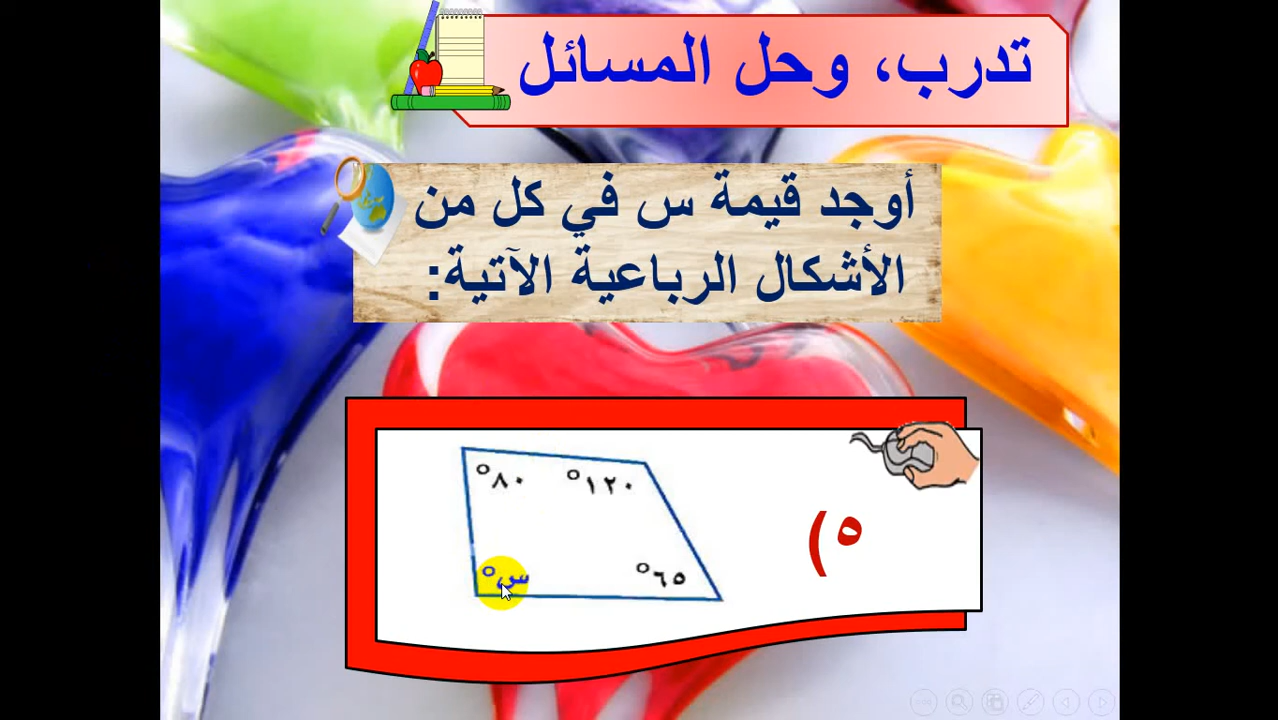 تدرب، وحل المسائل
أوجد قيمة س في كل من
الأشكال الرباعية الآتية:
٥)
٨٠° ١٢٠°
س° ٦٥°